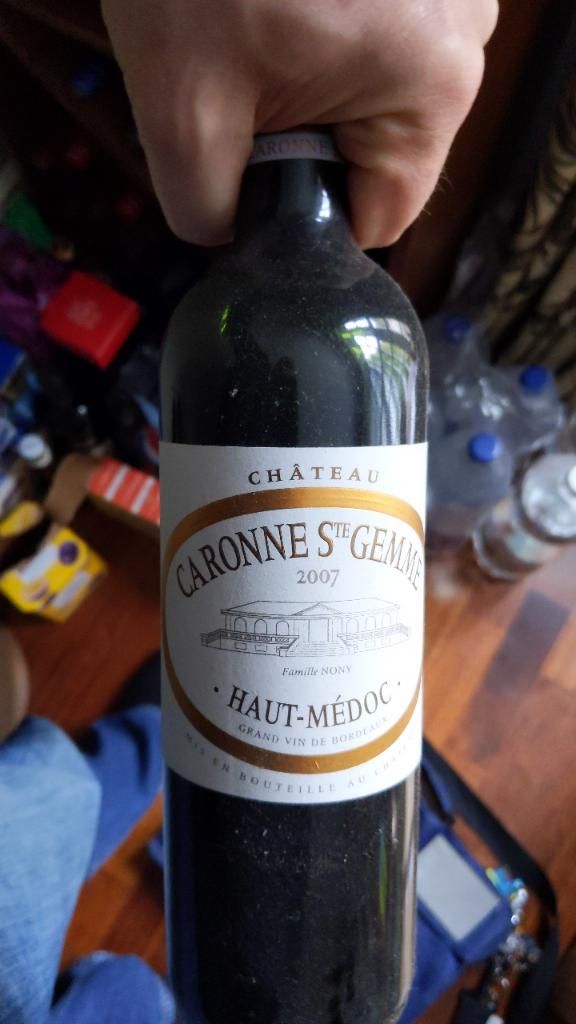 CARONNE
CHÂTEAU
CARONNE STE GEMME
2007
Famille NONY
· HAUT-MÉDOC ·
GRAND VIN DE BORDEAUX
MIS EN BOUTEILLE AU CHÂTEAU